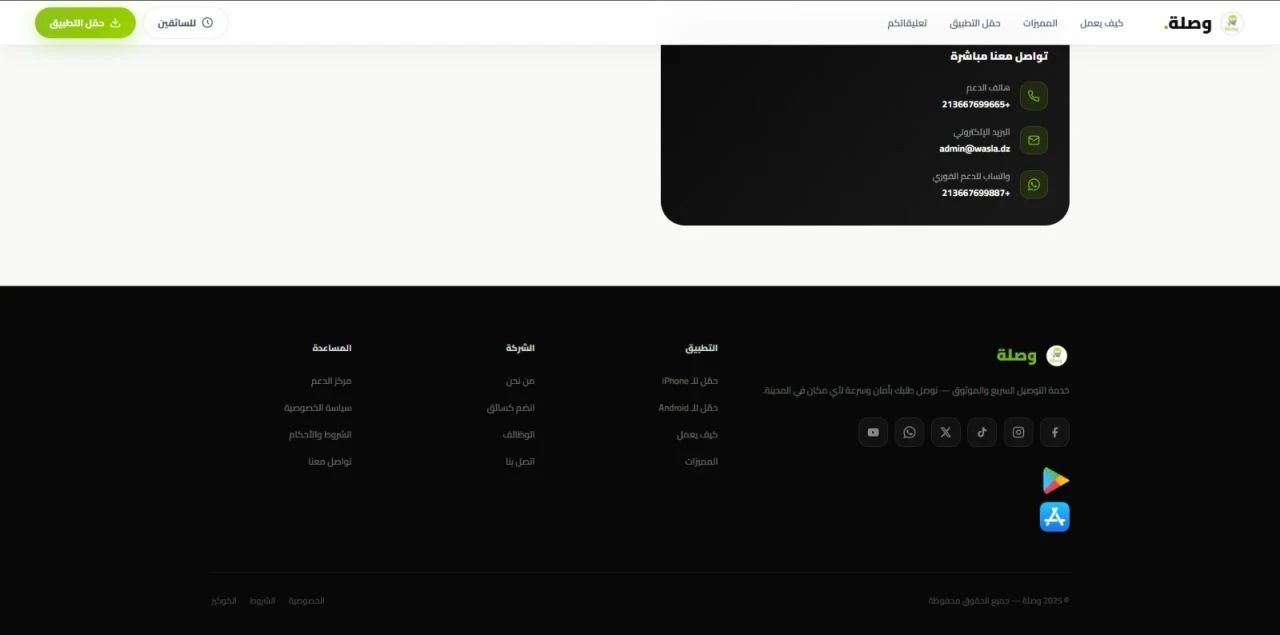 وصلة.
كيف يعمل
المميزات
حمّل التطبيق
تعليقاتكم
للسائقين
حمّل التطبيق
تواصل معنا مباشرة
هاتف الدعم
213667699665+
البريد الإلكتروني
admin@wasla.dz
واتساب للدعم الفوري
213667699887+
وصلة
خدمة التوصيل السريع والموثوق — نوصل طلبك بأمان وسرعة لأي مكان في المدينة.
التطبيق
حمّل للـ iPhone
حمّل للـ Android
كيف يعمل
المميزات
الشركة
من نحن
انضم كسائق
الوظائف
اتصل بنا
المساعدة
مركز الدعم
سياسة الخصوصية
الشروط والأحكام
تواصل معنا
© 2025 وصلة — جميع الحقوق محفوظة
الخصوصية
الشروط
الكوكيز